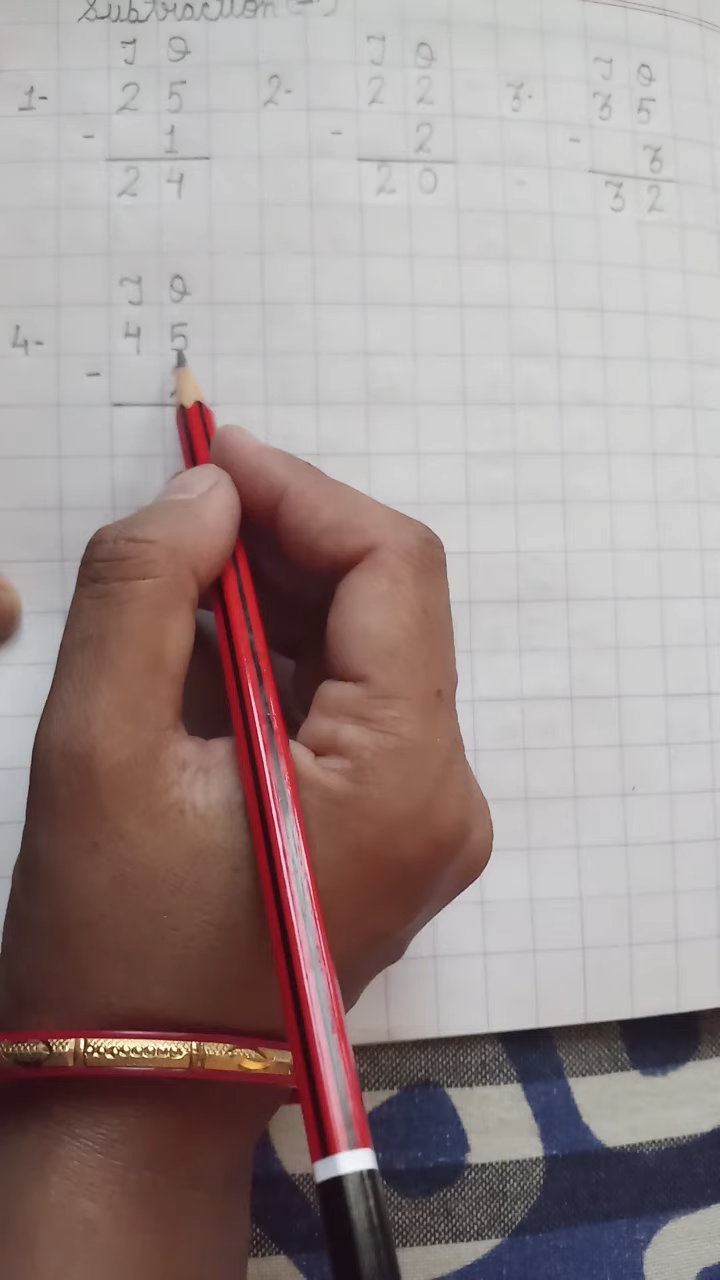 Subtraction (-)
T O T O T O
1- 2 5 2- 2 2 3- 3 5
- 1 - 2 - 3
2 4 2 0 3 2
T O
4- 4 5
-